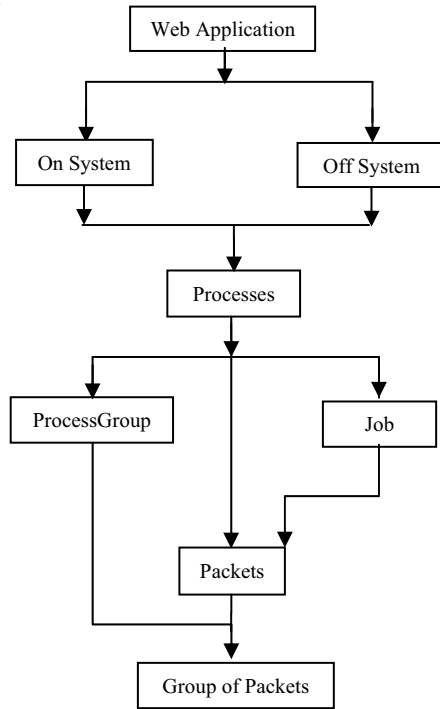 Web Application
On System
Off System
Processes
ProcessGroup
Job
Packets
Group of Packets